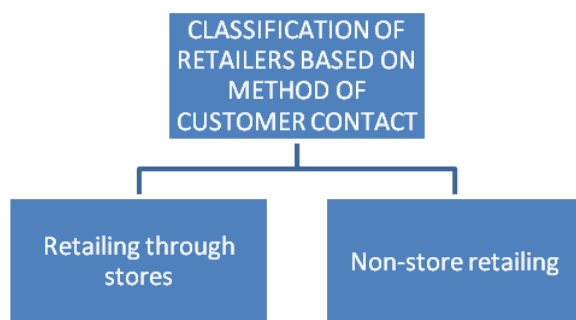 CLASSIFICATION OF
RETAILERS BASED ON
METHOD OF
CUSTOMER CONTACT
Retailing through
stores
Non-store retailing